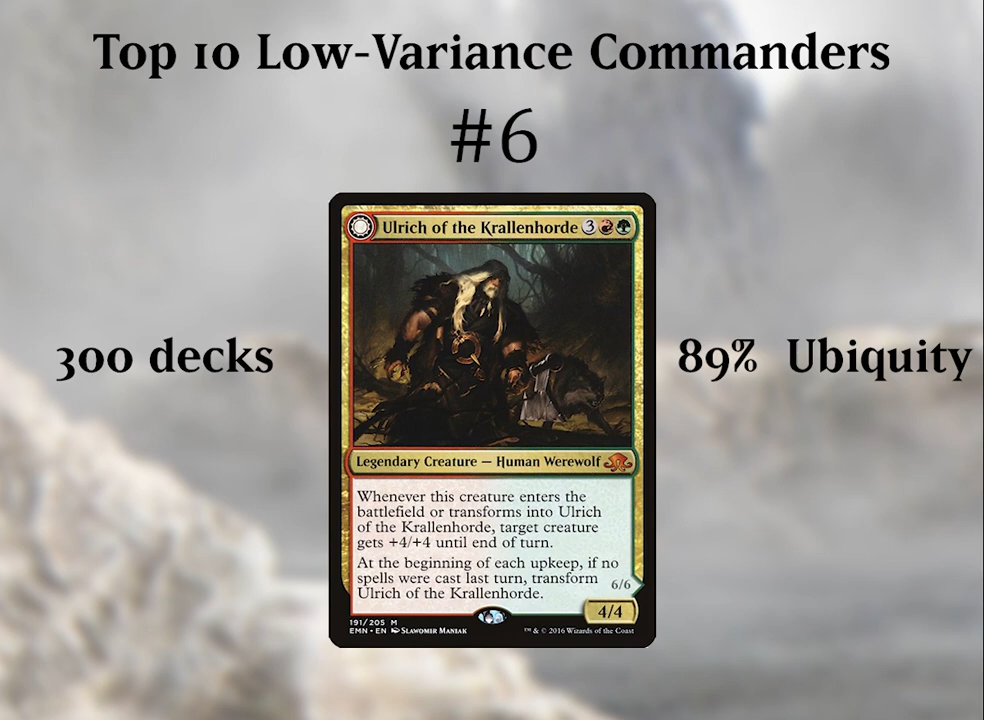 Top 10 Low-Variance Commanders
#6
Ulrich of the Krallenhorde 3
300 decks
89% Ubiquity
Legendary Creature — Human Werewolf
Whenever this creature enters the
battlefield or transforms into Ulrich
of the Krallenhorde, target creature
gets +4/+4 until end of turn.
At the beginning of each upkeep, if no
spells were cast last turn, transform
Ulrich of the Krallenhorde.
6/6
4/4
191/205 M
EMN • EN Slawomir Maniak
™ & © 2016 Wizards of the Coast